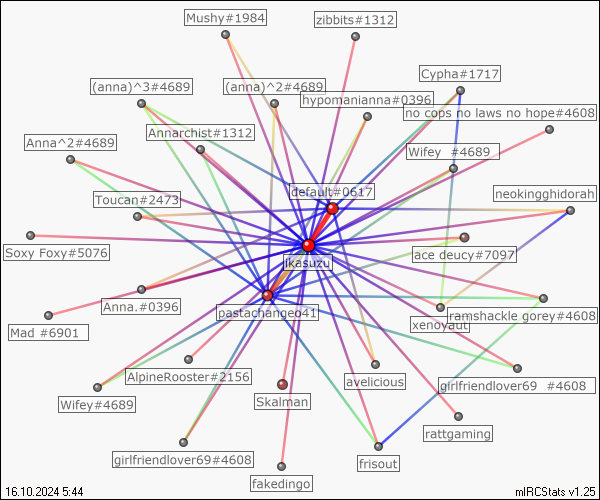 Mushy#1984
zibbits#1312
Cypha#1717
(anna)^3#4689
(anna)^2#4689
hypomanianna#0396
no cops no laws no hope#4608
Annarchist#1312
Anna^2#4689
Wifey #4689
default#0617
neokingghidorah
Toucan#2473
Soxy Foxy#5076
ace deucy#7097
ikasuzu
Anna.#0396
pastachangeo41
ramshackle gorey#4608
xenoyaut
Mad #6901
AlpineRooster#2156
avelicious
girlfriendlover69 #4608
Wifey#4689
Skalman
rattgaming
girlfriendlover69#4608
frisout
fakedingo
16.10.2024 5:44
mIRCStats v1.25